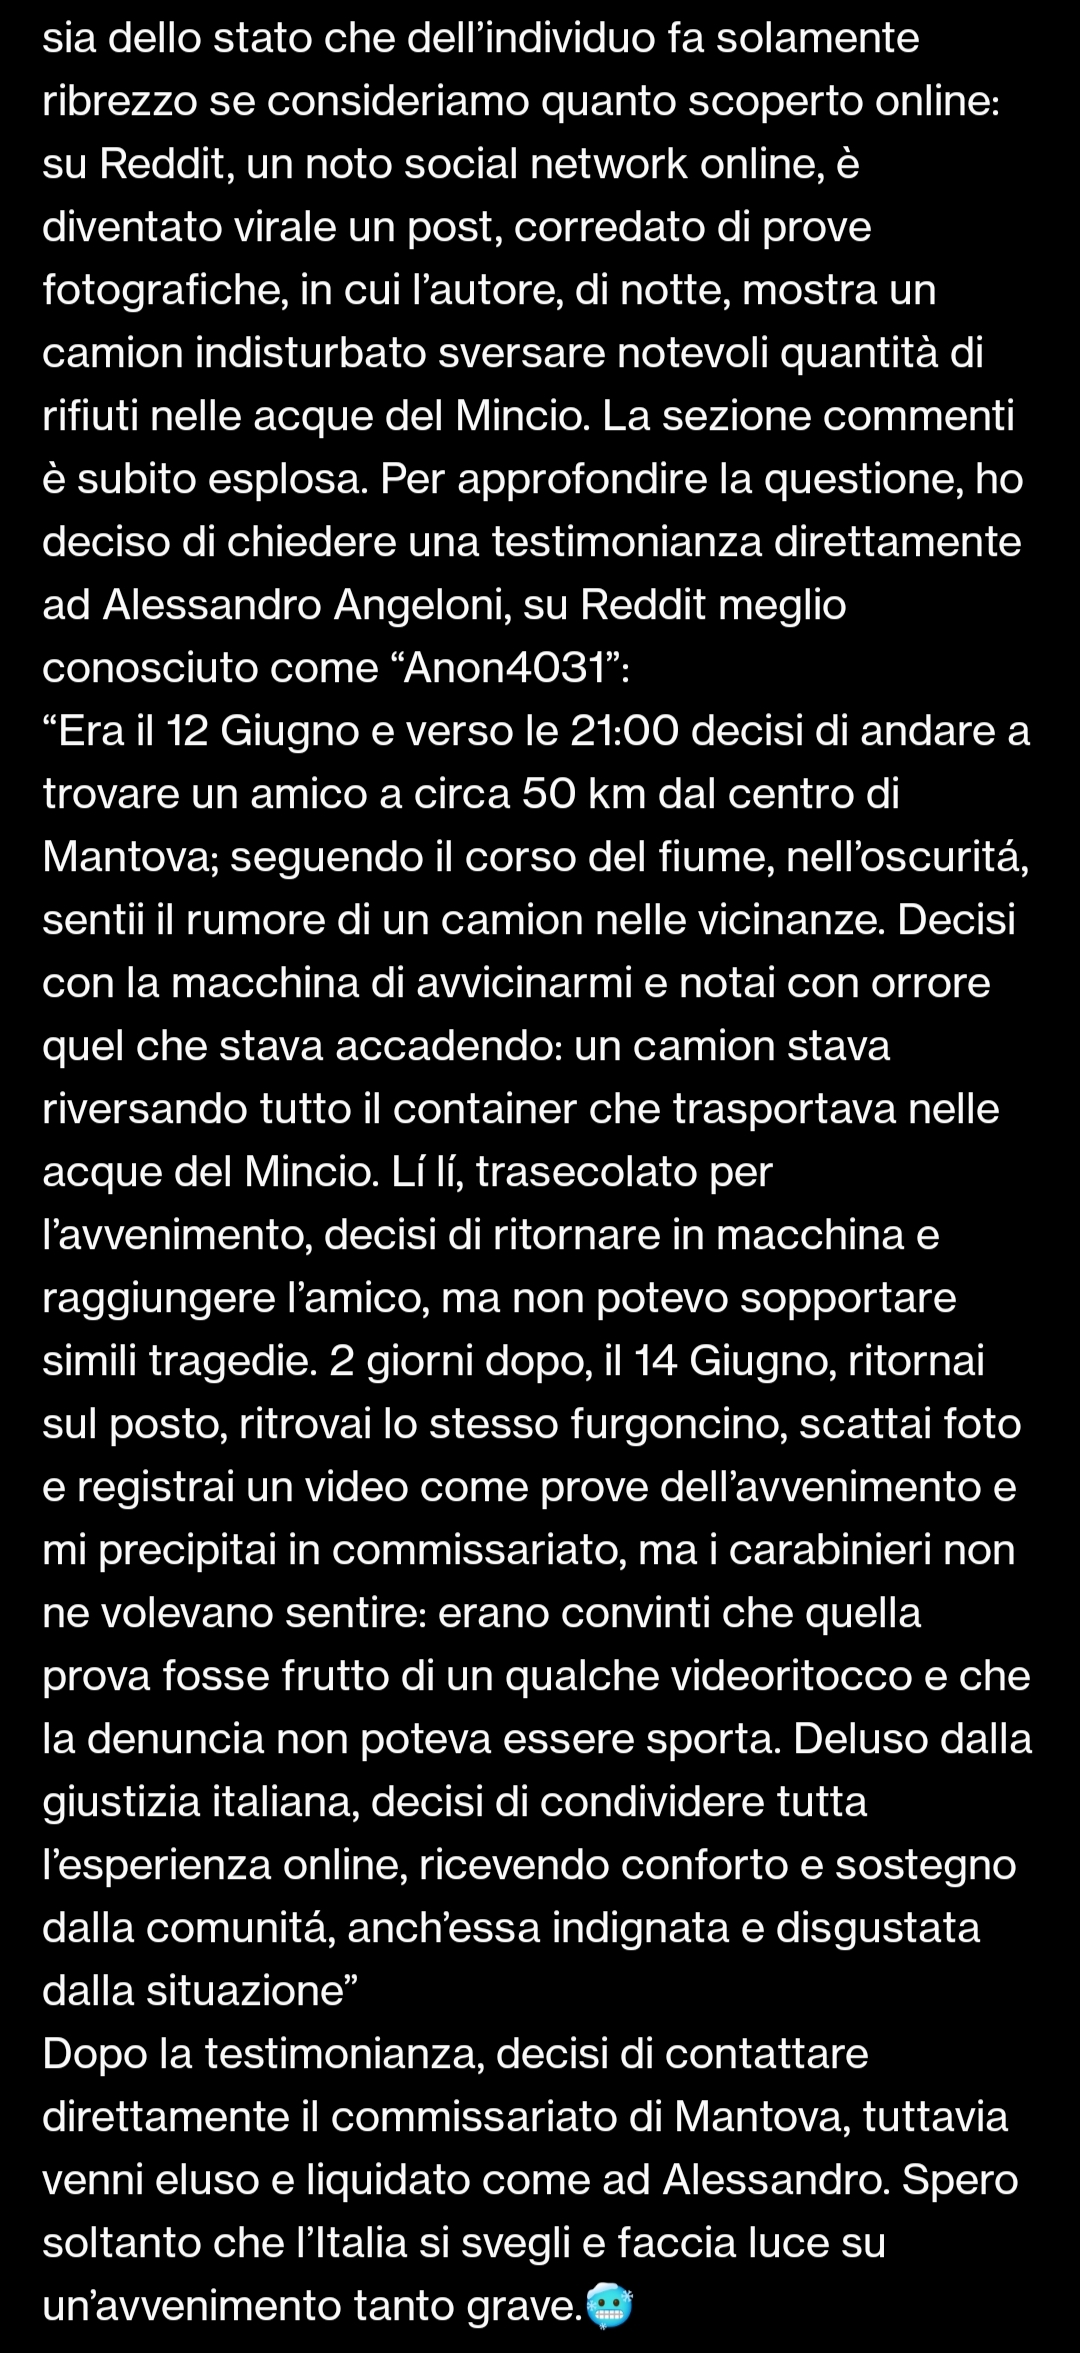 sia dello stato che dell’individuo fa solamente
ribrezzo se consideriamo quanto scoperto online:
su Reddit, un noto social network online, è
diventato virale un post, corredato di prove
fotografiche, in cui l’autore, di notte, mostra un
camion indisturbato sversare notevoli quantità di
rifiuti nelle acque del Mincio. La sezione commenti
è subito esplosa. Per approfondire la questione, ho
deciso di chiedere una testimonianza direttamente
ad Alessandro Angeloni, su Reddit meglio
conosciuto come “Anon4031”:
“Era il 12 Giugno e verso le 21:00 decisi di andare a
trovare un amico a circa 50 km dal centro di
Mantova; seguendo il corso del fiume, nell’oscuritá,
sentii il rumore di un camion nelle vicinanze. Decisi
con la macchina di avvicinarmi e notai con orrore
quel che stava accadendo: un camion stava
riversando tutto il container che trasportava nelle
acque del Mincio. Lí lí, trasecolato per
l’avvenimento, decisi di ritornare in macchina e
raggiungere l’amico, ma non potevo sopportare
simili tragedie. 2 giorni dopo, il 14 Giugno, ritornai
sul posto, ritrovai lo stesso furgoncino, scattai foto
e registrai un video come prove dell’avvenimento e
mi precipitai in commissariato, ma i carabinieri non
ne volevano sentire: erano convinti che quella
prova fosse frutto di un qualche videoritocco e che
la denuncia non poteva essere sporta. Deluso dalla
giustizia italiana, decisi di condividere tutta
l’esperienza online, ricevendo conforto e sostegno
dalla comunitá, anch’essa indignata e disgustata
dalla situazione”
Dopo la testimonianza, decisi di contattare
direttamente il commissariato di Mantova, tuttavia
venni eluso e liquidato come ad Alessandro. Spero
soltanto che l’Italia si svegli e faccia luce su
un’avvenimento tanto grave.🥶